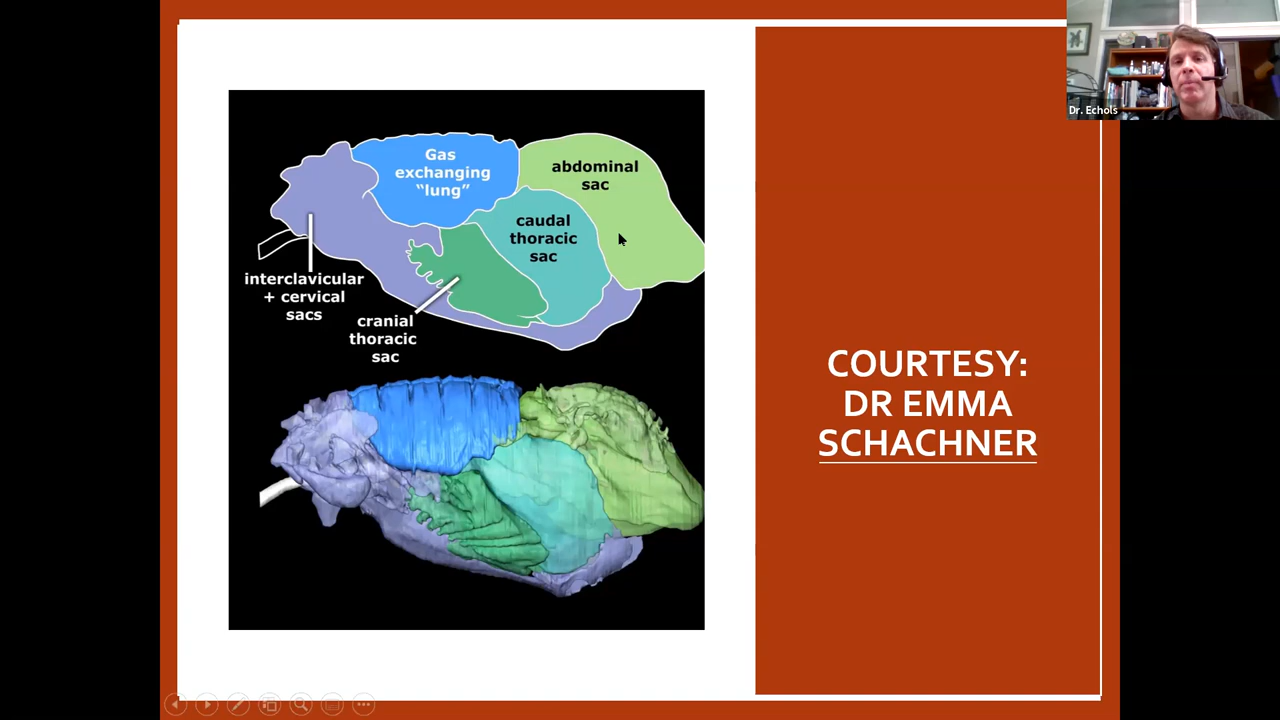 Gas
exchanging
“lung”
abdominal
sac
caudal
thoracic
sac
interclavicular
+ cervical
sacs
cranial
thoracic
sac
COURTESY:
DR EMMA
SCHACHNER
Dr. Echols